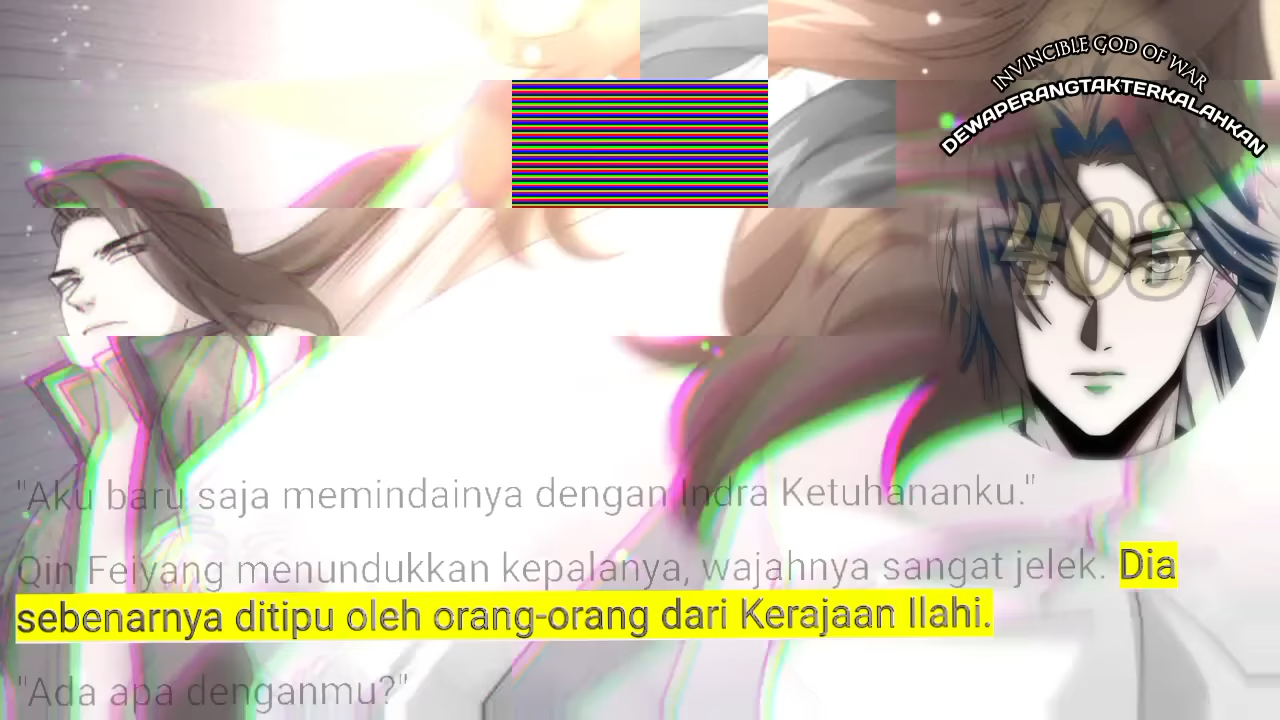 INVINCIBLE GOD OF WAR
DEWAPERANGTAKTERKALAHKAN
408
"Aku baru saja memindainya dengan Indra Ketuhananku."
Qin Feiyang menundukkan kepalanya, wajahnya sangat jelek. Dia
sebenarnya ditipu oleh orang-orang dari Kerajaan Ilahi.
"Ada apa denganmu?"